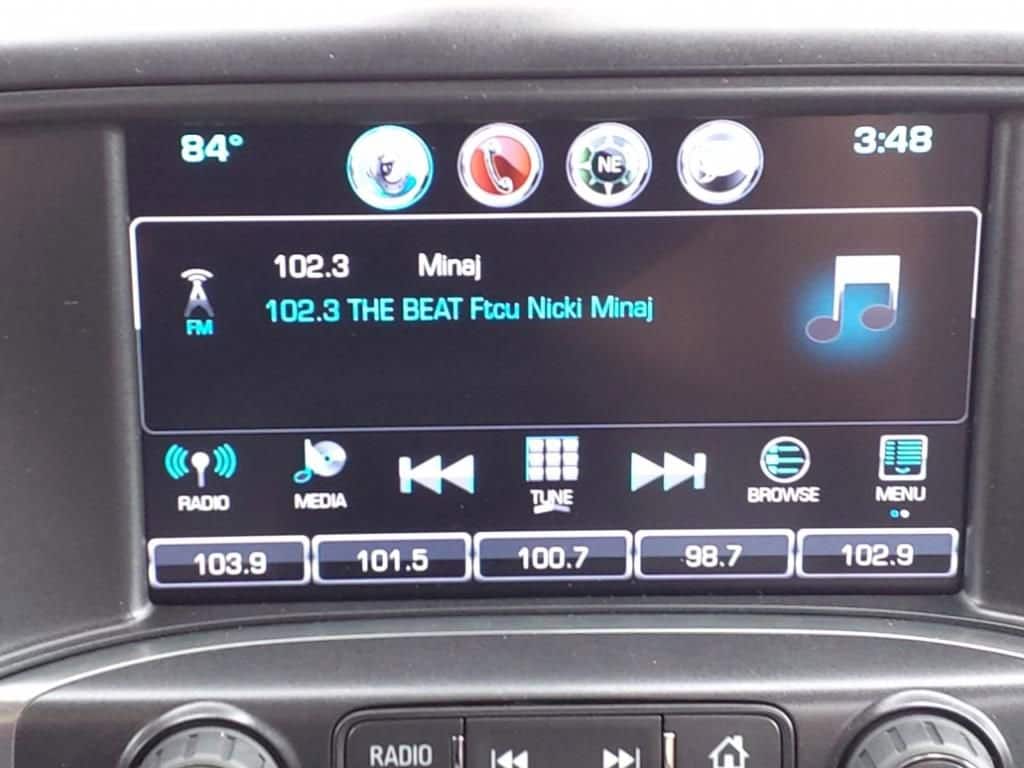 84° NE 3:48
102.3 Minaj
102.3 THE BEAT Ftcu Nicki Minaj
FM
RADIO MEDIA TUNE BROWSE MENU
103.9 101.5 100.7 98.7 102.9
RADIO